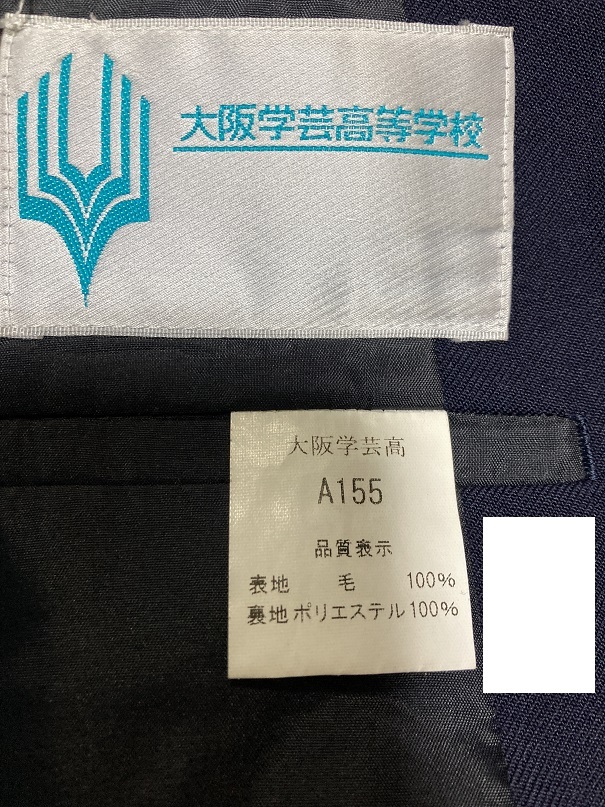 大阪学芸高等学校
大阪学芸高
A155
品質表示
表地 毛 100%
裏地 ポリエステル 100%